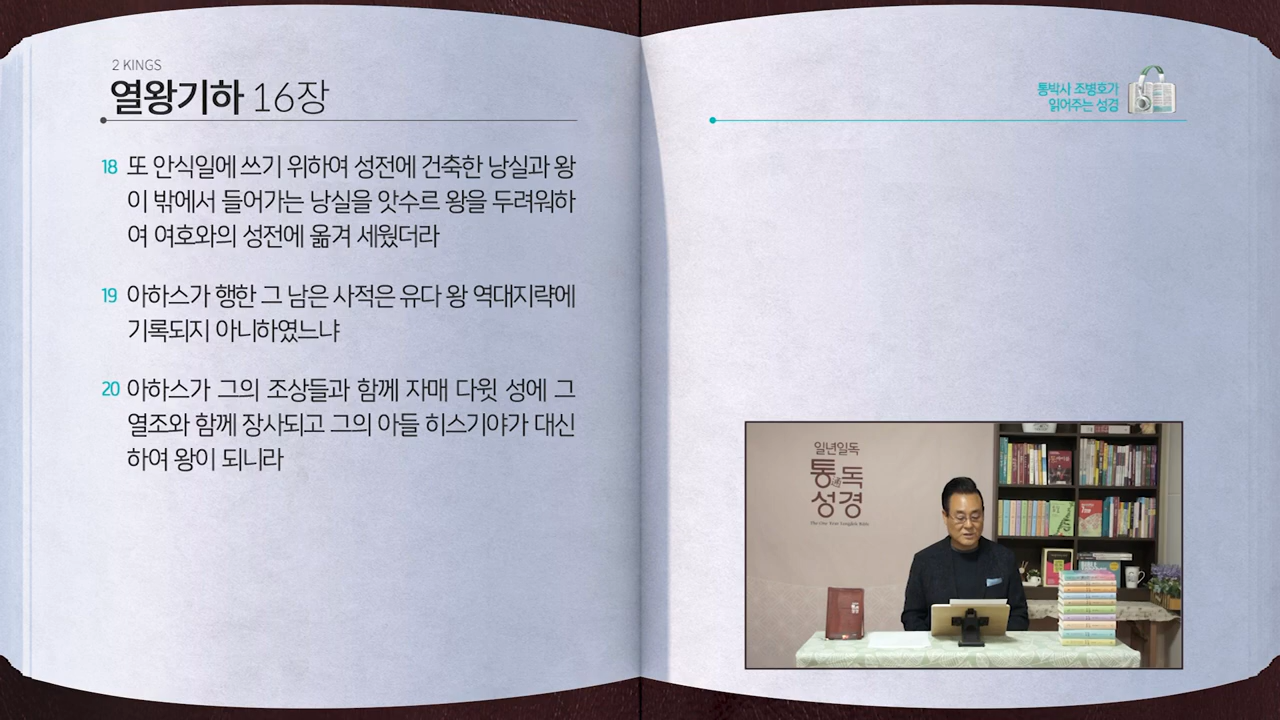 2 KINGS
열왕기하 16장
18 또 안식일에 쓰기 위하여 성전에 건축한 낭실과 왕
이 밖에서 들어가는 낭실을 앗수르 왕을 두려워하
여 여호와의 성전에 옮겨 세웠더라
19 아하스가 행한 그 남은 사적은 유다 왕 역대지략에
기록되지 아니하였느냐
20 아하스가 그의 조상들과 함께 자매 다윗 성에 그
열조와 함께 장사되고 그의 아들 히스기야가 대신
하여 왕이 되니라
통박사 조병호가
읽어주는 성경
일년일독
통독
성경